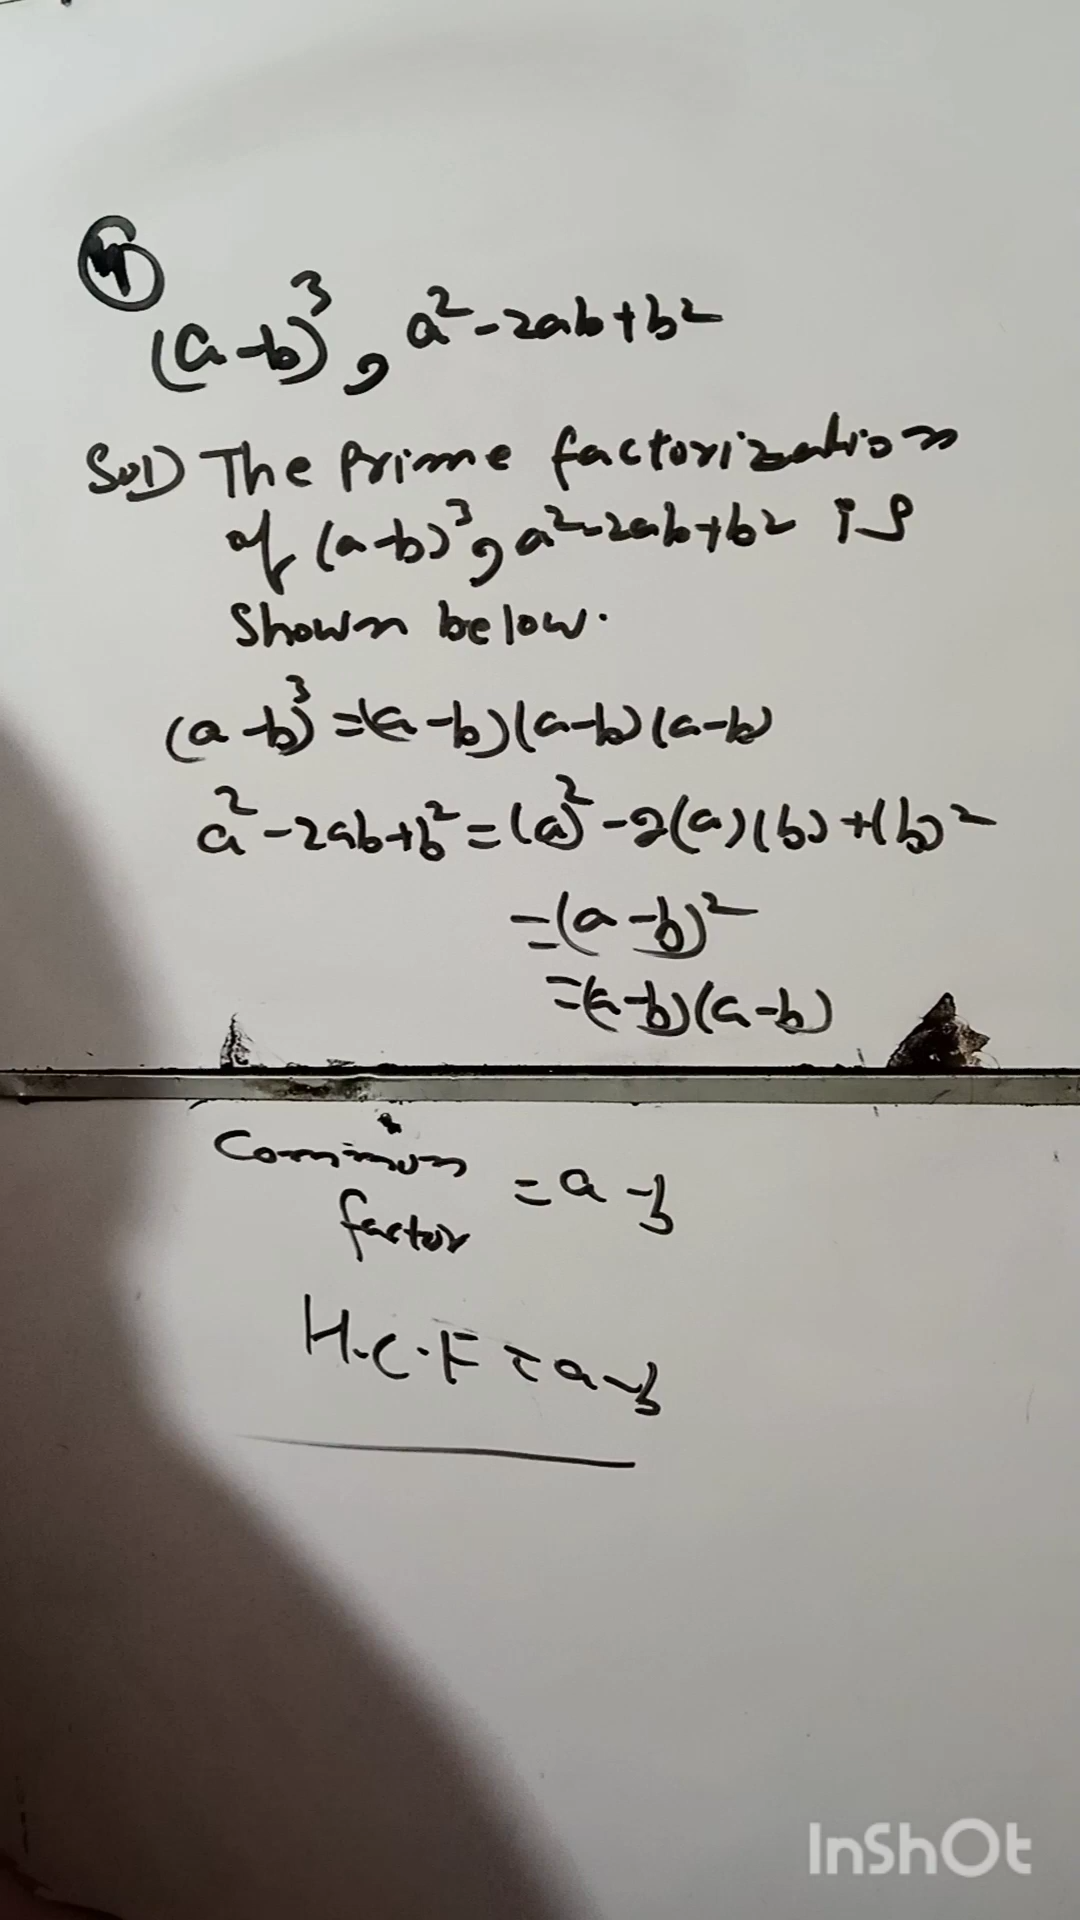 ④
(a-b)³, a²-2ab+b²
Sol) The Prime factorization
of (a-b)³, a²-2ab+b² is
Shown below.
(a-b)³=(a-b)(a-b)(a-b)
a²-2ab+b²=(a)²-2(a)(b)+(b)²
=(a-b)²
=(a-b)(a-b)
Common
factor = a-b
H.C.F = a-b
InShOt